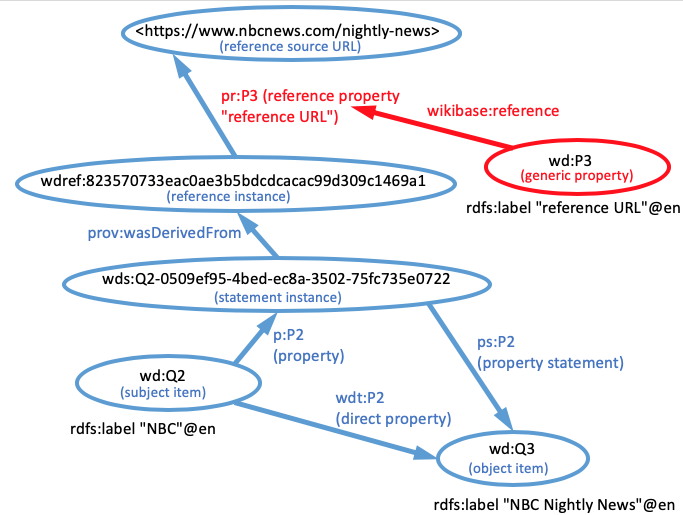 <https://www.nbcnews.com/nightly-news>
(reference source URL)
pr:P3 (reference property
"reference URL")
wikibase:reference
wd:P3
(generic property)
rdfs:label "reference URL"@en
wdref:823570733eac0ae3b5bdcdcacac99d309c1469a1
(reference instance)
prov:wasDerivedFrom
wds:Q2-0509ef95-4bed-ec8a-3502-75fc735e0722
(statement instance)
p:P2
(property)
ps:P2
(property statement)
wd:Q2
(subject item)
rdfs:label "NBC"@en
wdt:P2
(direct property)
wd:Q3
(object item)
rdfs:label "NBC Nightly News"@en